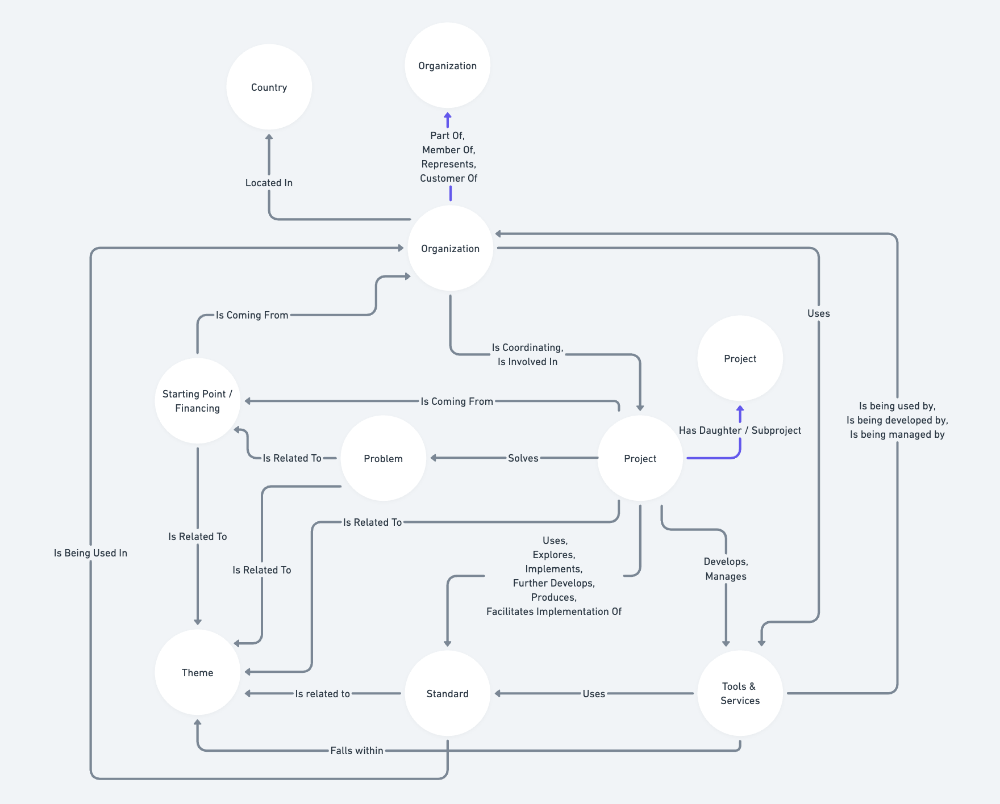 Organization
Country
Part Of,
Member Of,
Represents,
Customer Of
Located In
Organization
Is Coming From
Uses
Is Coordinating,
Is Involved In
Project
Starting Point /
Financing
Is Coming From
Is being used by,
Is being developed by,
Is being managed by
Has Daughter / Subproject
Is Related To
Problem
Solves
Project
Is Related To
Is Related To
Is Being Used In
Is Related To
Uses,
Explores,
Implements,
Further Develops,
Produces,
Facilitates Implementation Of
Develops,
Manages
Theme
Is related to
Standard
Uses
Tools &
Services
Falls within